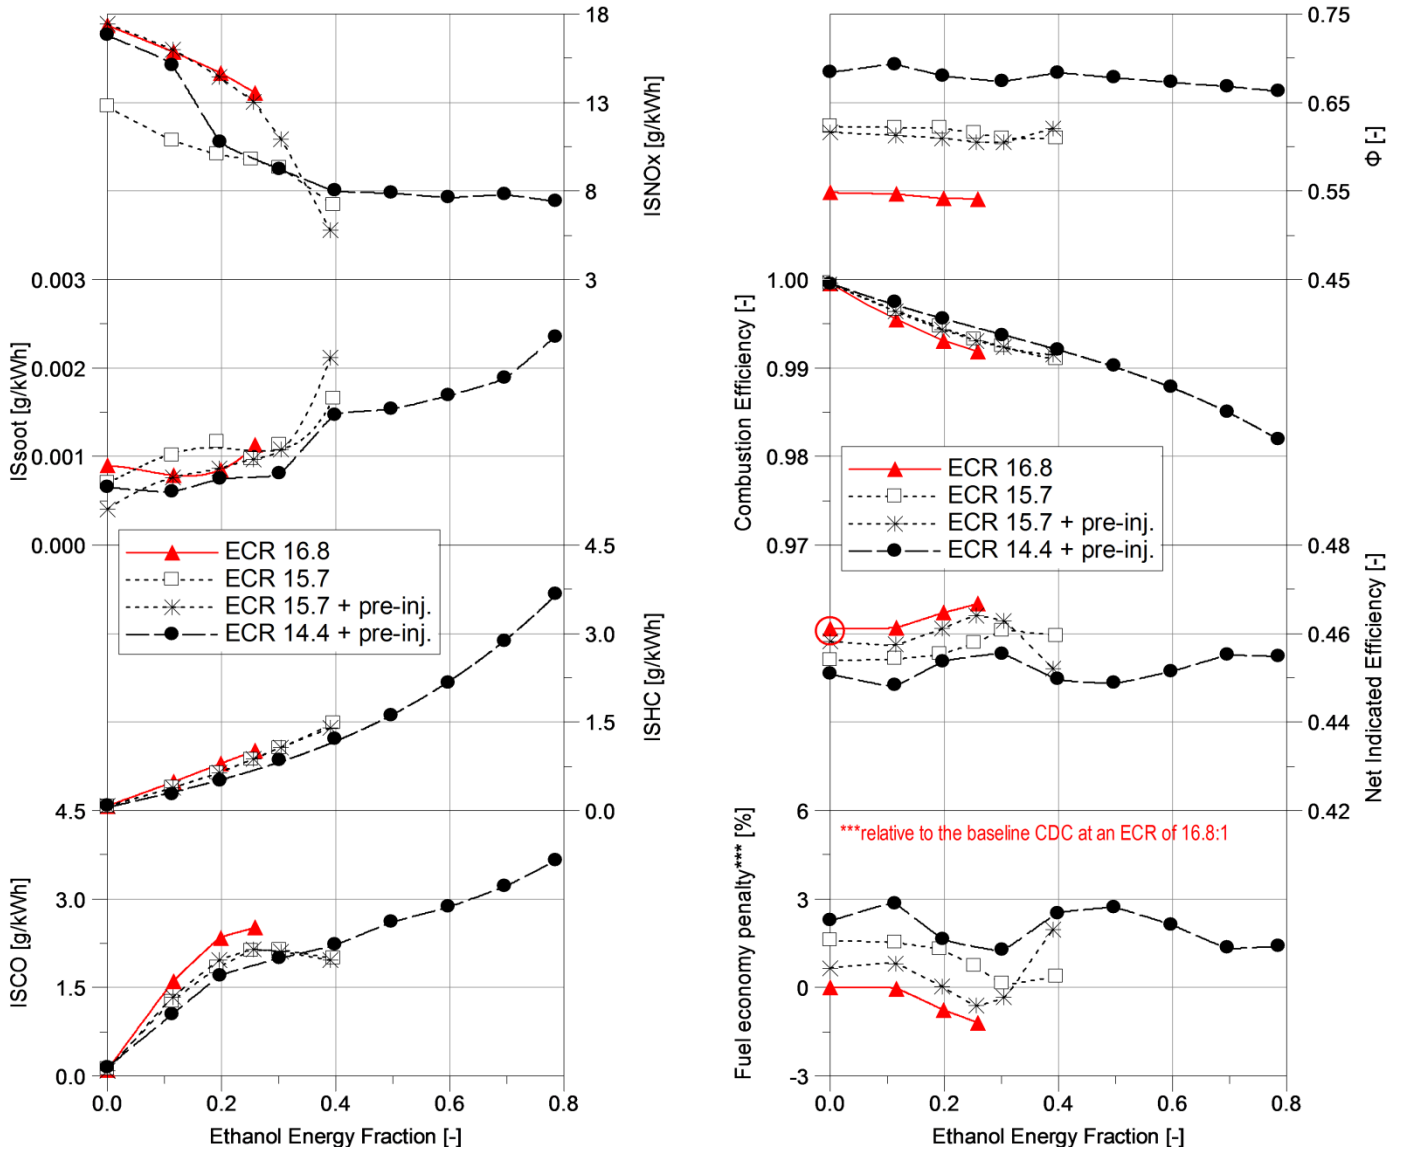 18
13
8
3
ISNOx [g/kWh]
0.003
0.002
0.001
0.000
ISsoot [g/kWh]
ECR 16.8
ECR 15.7
ECR 15.7 + pre-inj.
ECR 14.4 + pre-inj.
4.5
3.0
1.5
0.0
ISHC [g/kWh]
4.5
3.0
1.5
0.0
ISCO [g/kWh]
0.0
0.2
0.4
0.6
0.8
Ethanol Energy Fraction [-]
0.75
0.65
0.55
0.45
Φ [-]
1.00
0.99
0.98
0.97
Combustion Efficiency [-]
ECR 16.8
ECR 15.7
ECR 15.7 + pre-inj.
ECR 14.4 + pre-inj.
0.48
0.46
0.44
0.42
Net Indicated Efficiency [-]
6
3
0
-3
Fuel economy penalty*** [%]
***relative to the baseline CDC at an ECR of 16.8:1
0.0
0.2
0.4
0.6
0.8
Ethanol Energy Fraction [-]